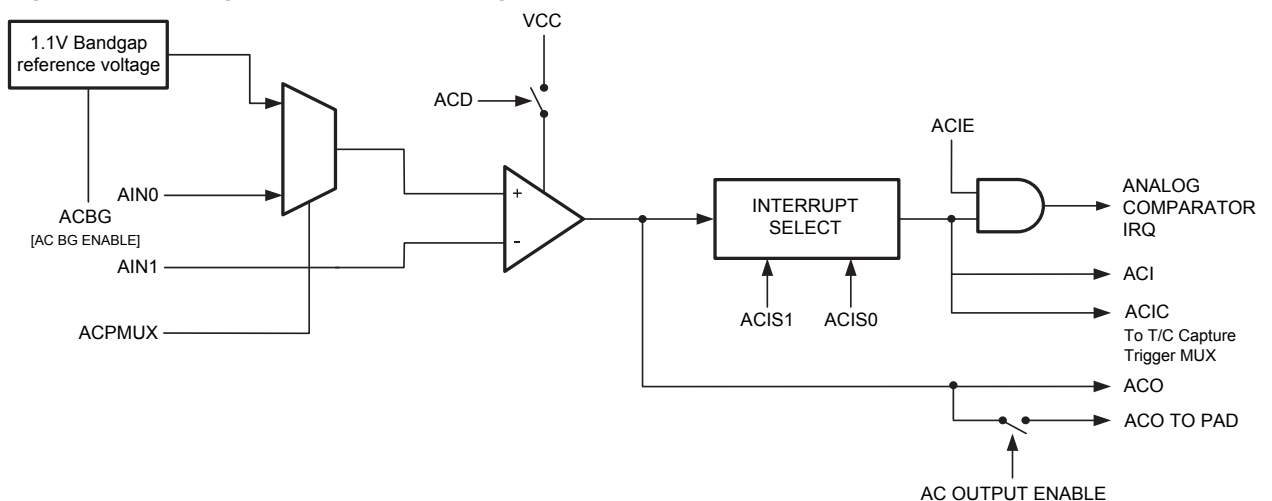 1.1V Bandgap
reference voltage
VCC
ACD
ACIE
AIN0
ACBG
[AC BG ENABLE]
AIN1
ACPMUX
+
-
INTERRUPT
SELECT
ACIS1
ACIS0
ANALOG
COMPARATOR
IRQ
ACI
ACIC
To T/C Capture
Trigger MUX
ACO
ACO TO PAD
AC OUTPUT ENABLE